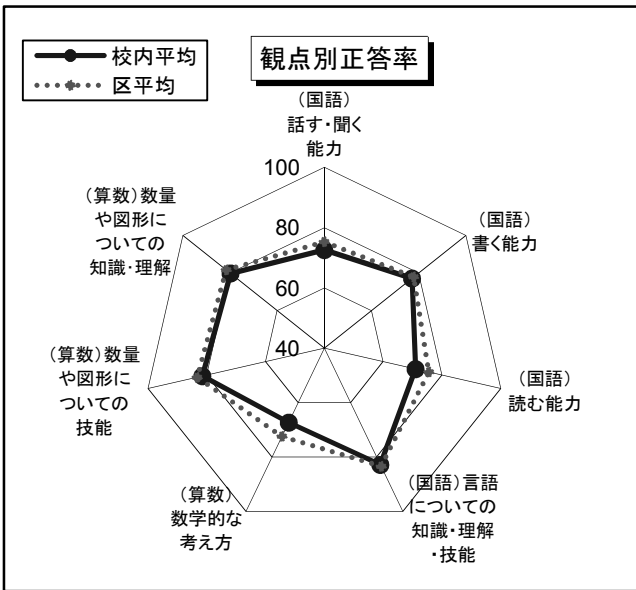 観点別正答率
校内平均
区平均
(国語)
話す・聞く
能力
(国語)
書く能力
(国語)
読む能力
(国語)言語
についての
知識・理解
・技能
(算数)
数学的な
考え方
(算数)数量
や図形に
ついての
技能
(算数)数量
や図形に
ついての
知識・理解
100
80
60
40